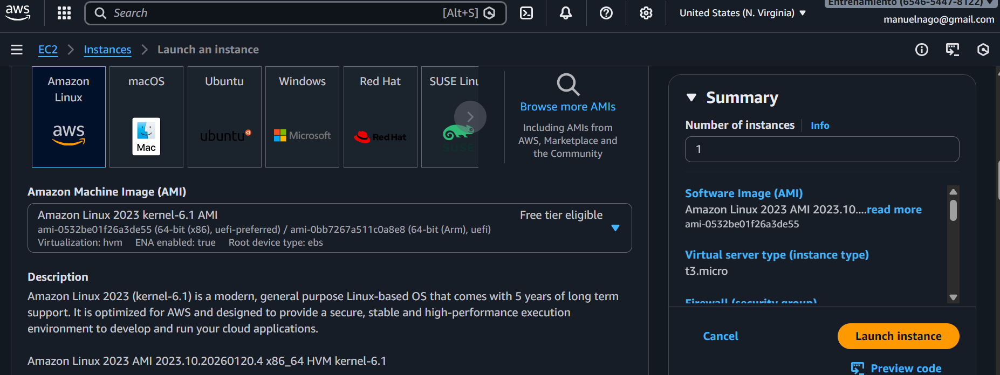 aws
Search [Alt+S]
United States (N. Virginia)
Entrenamiento (6546-5447-8122)
manuelnago@gmail.com
EC2 Instances Launch an instance
Amazon
Linux
aws
macOS
Mac
Ubuntu
ubuntu
Windows
Microsoft
Red Hat
Red Hat
SUSE Linu
SUSE
Browse more AMIs
Including AMIs from
AWS, Marketplace and
the Community
Amazon Machine Image (AMI)
Amazon Linux 2023 kernel-6.1 AMI
Free tier eligible
ami-0532be01f26a3de55 (64-bit (x86), uefi-preferred) / ami-0bb7267a511c0a8e8 (64-bit (Arm), uefi)
Virtualization: hvm ENA enabled: true Root device type: ebs
Description
Amazon Linux 2023 (kernel-6.1) is a modern, general purpose Linux-based OS that comes with 5 years of long term
support. It is optimized for AWS and designed to provide a secure, stable and high-performance execution
environment to develop and run your cloud applications.
Amazon Linux 2023 AMI 2023.10.20260120.4 x86_64 HVM kernel-6.1
Summary
Number of instances Info
1
Software Image (AMI)
Amazon Linux 2023 AMI 2023.10....read more
ami-0532be01f26a3de55
Virtual server type (instance type)
t3.micro
Firewall (security group)
Cancel
Launch instance
Preview code